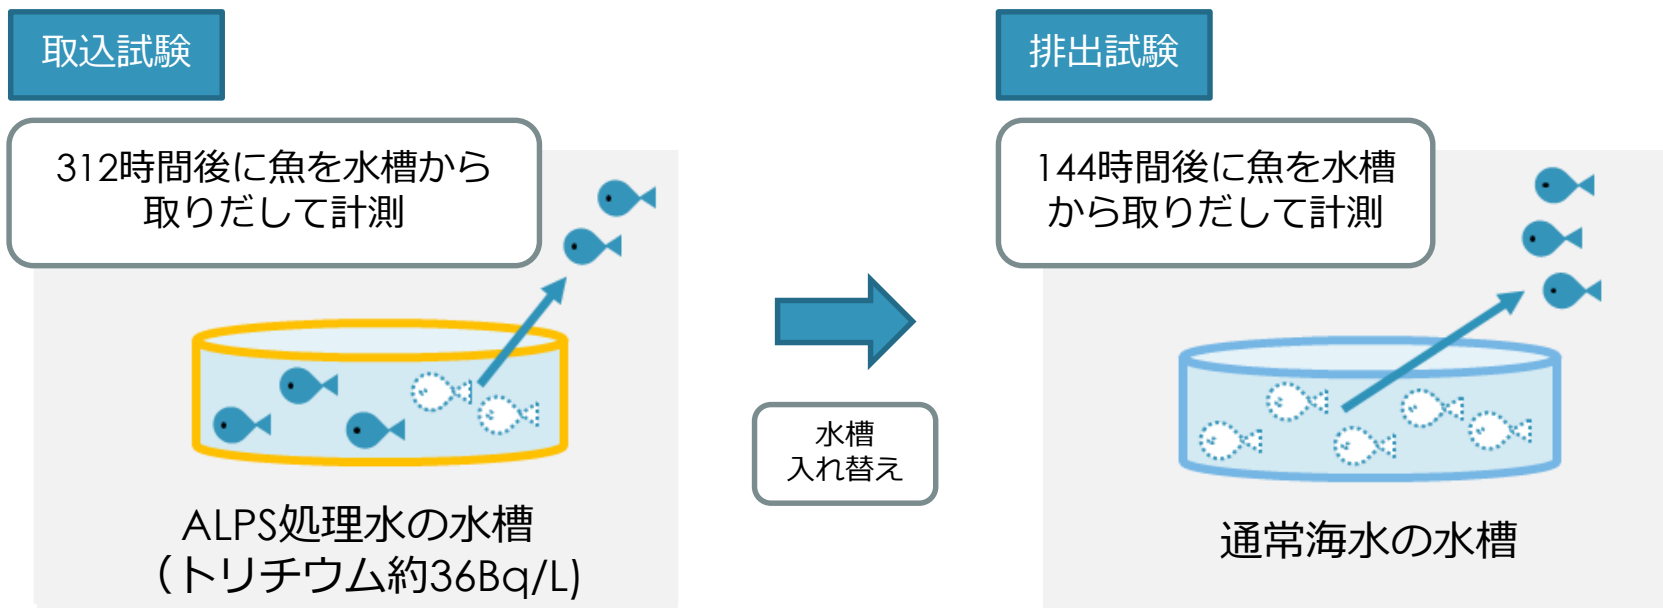 取込試験
312時間後に魚を水槽から
取りだして計測
ALPS処理水の水槽
（トリチウム約36Bq/L)
水槽
入れ替え
排出試験
144時間後に魚を水槽
から取りだして計測
通常海水の水槽